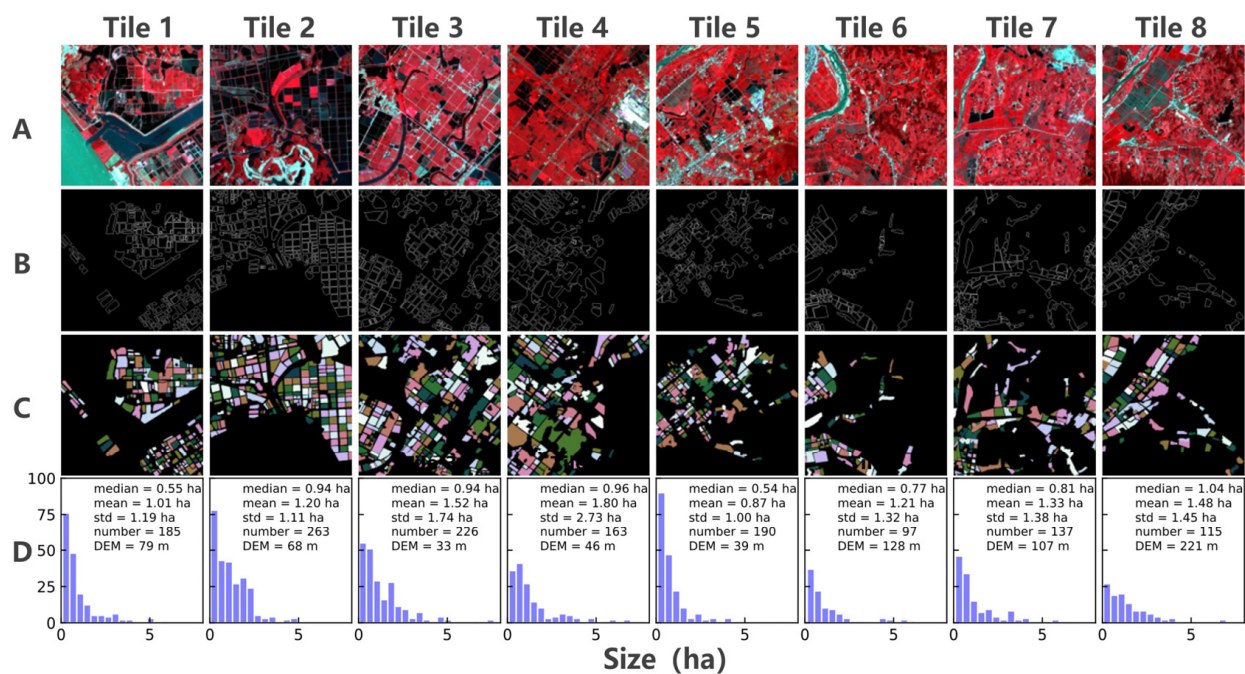 Tile 1 Tile 2 Tile 3 Tile 4 Tile 5 Tile 6 Tile 7 Tile 8
A
B
C
D
100
75
50
25
0
median = 0.55 ha
mean = 1.01 ha
std = 1.19 ha
number = 185
DEM = 79 m
median = 0.94 ha
mean = 1.20 ha
std = 1.11 ha
number = 263
DEM = 68 m
median = 0.94 ha
mean = 1.52 ha
std = 1.74 ha
number = 226
DEM = 33 m
median = 0.96 ha
mean = 1.80 ha
std = 2.73 ha
number = 163
DEM = 46 m
median = 0.54 ha
mean = 0.87 ha
std = 1.00 ha
number = 190
DEM = 39 m
median = 0.77 ha
mean = 1.21 ha
std = 1.32 ha
number = 97
DEM = 128 m
median = 0.81 ha
mean = 1.33 ha
std = 1.38 ha
number = 137
DEM = 107 m
median = 1.04 ha
mean = 1.48 ha
std = 1.45 ha
number = 115
DEM = 221 m
0 5 0 5 0 5 0 5 0 5 0 5 0 5 0 5
Size (ha)